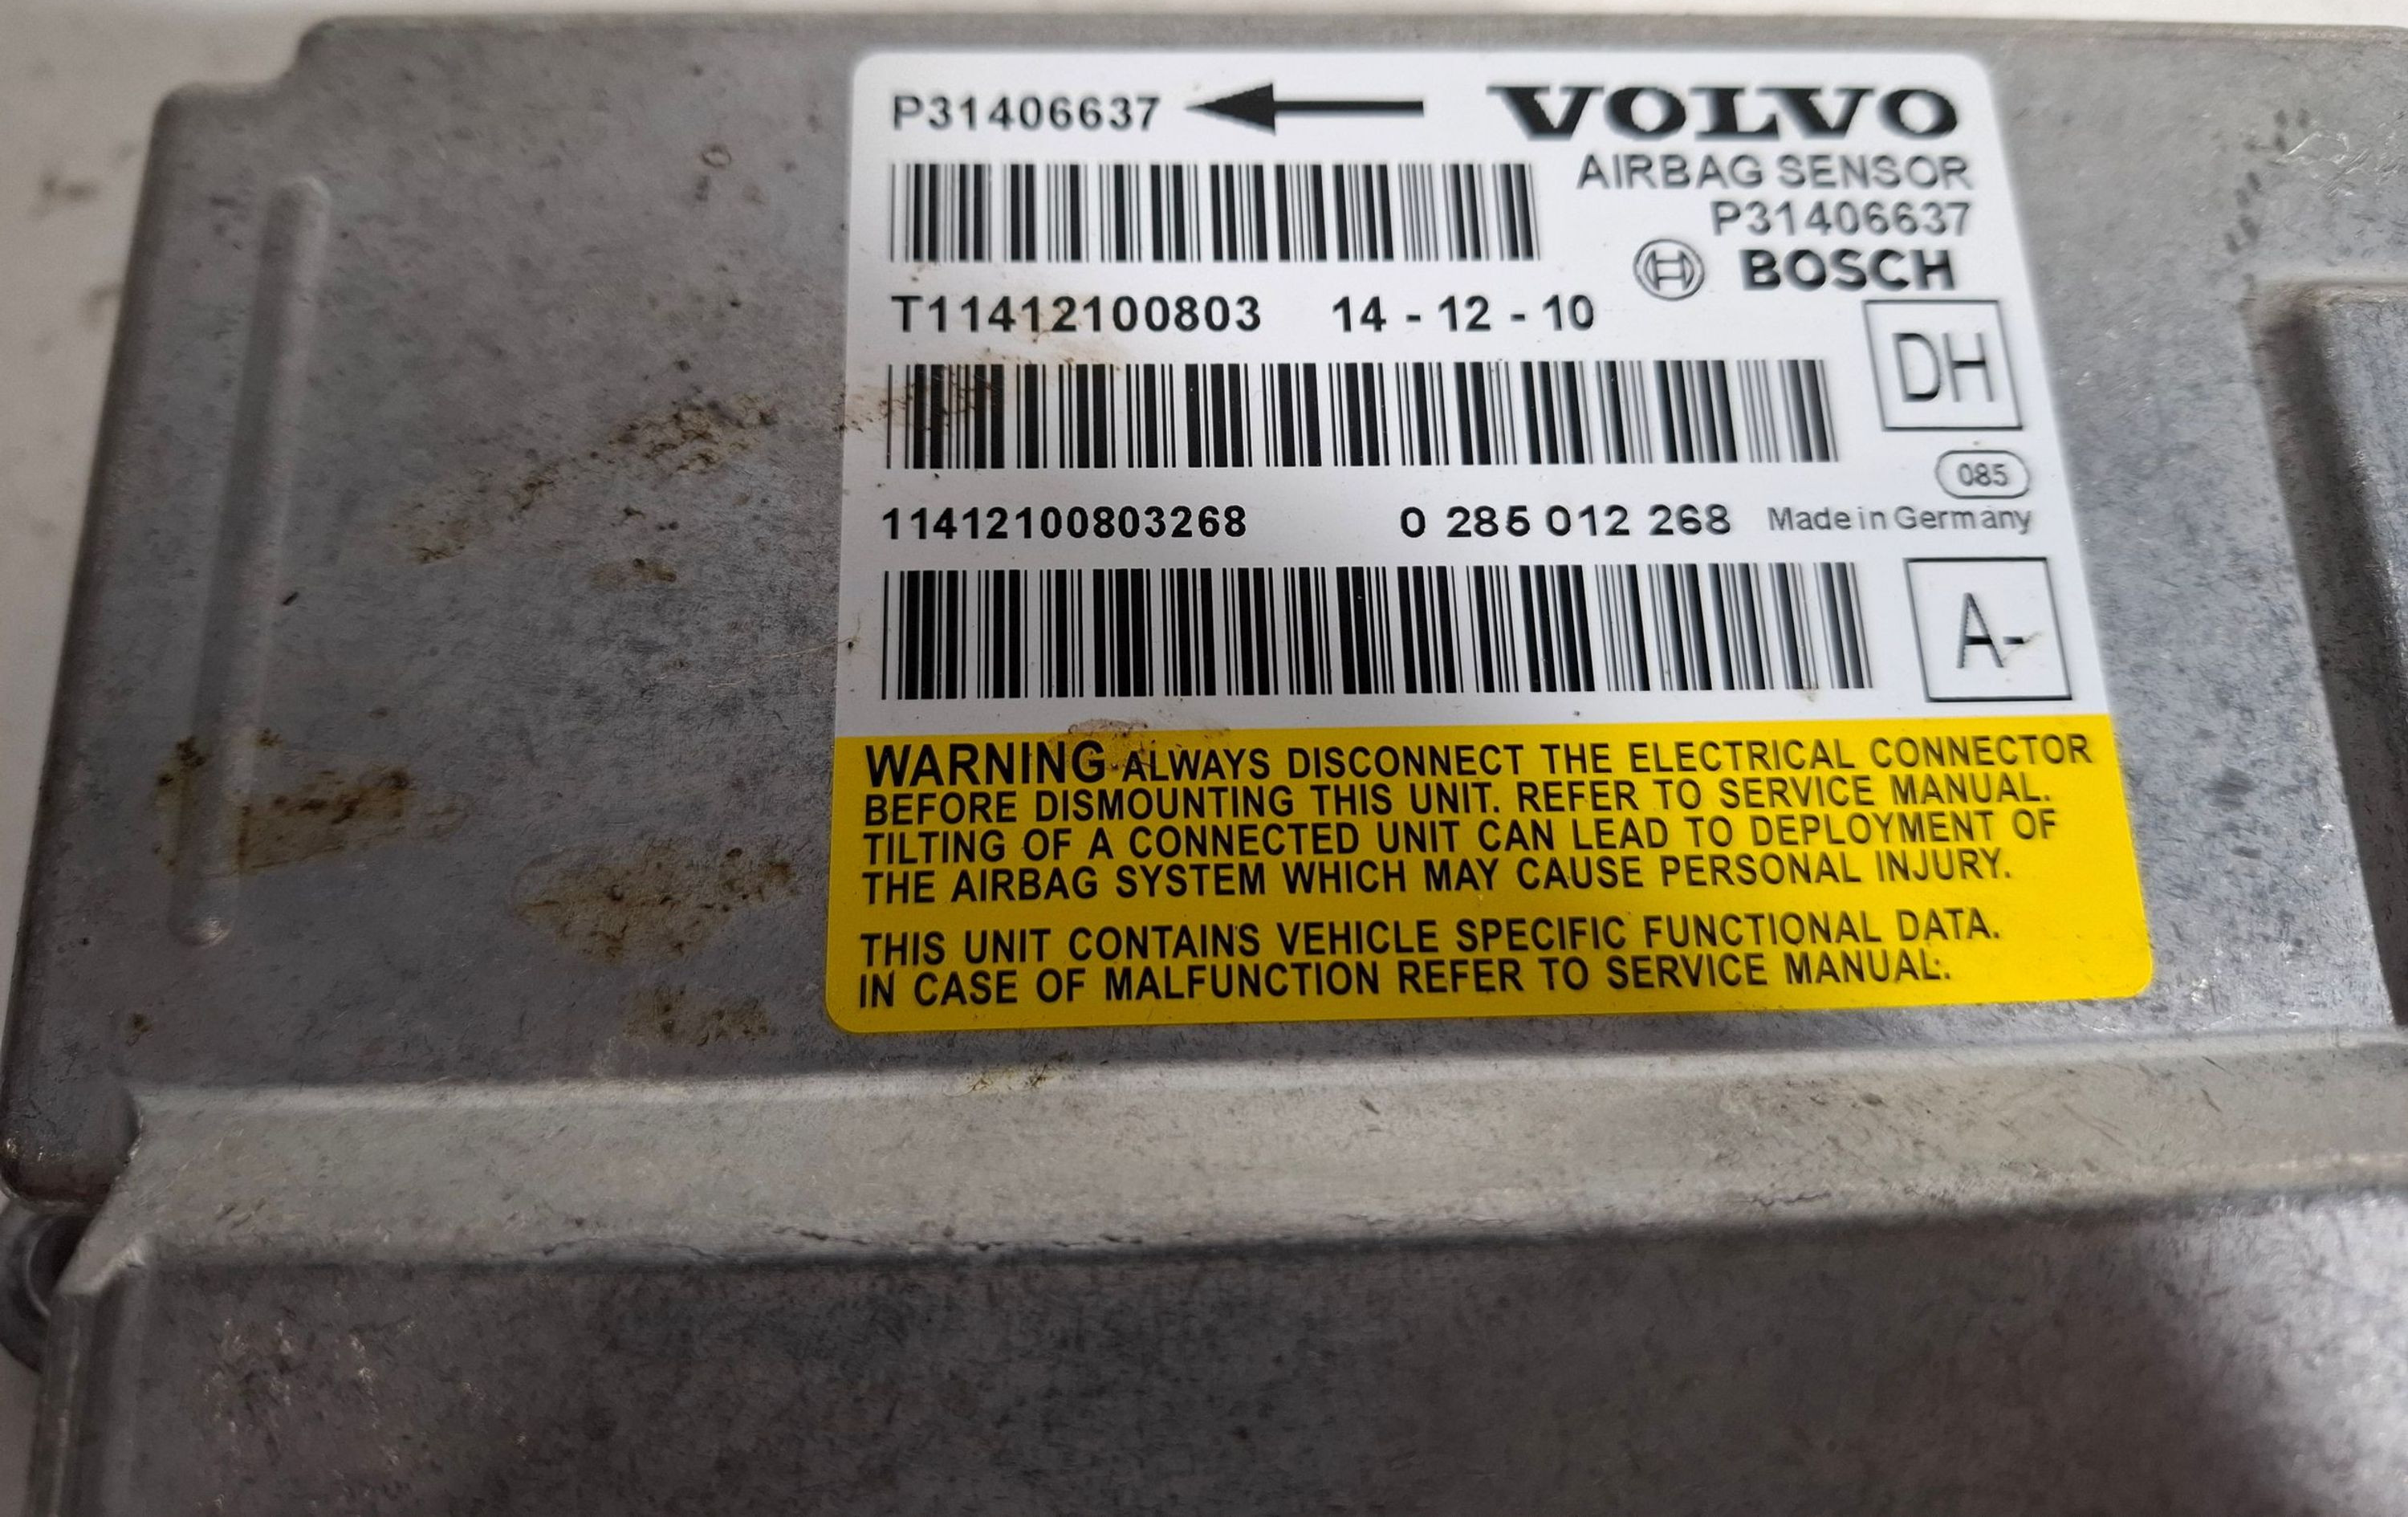 P31406637 VOLVO
AIRBAG SENSOR
P31406637
BOSCH
T11412100803 14 - 12 - 10
DH
085
11412100803268 0 285 012 268 Made in Germany
A-
WARNING ALWAYS DISCONNECT THE ELECTRICAL CONNECTOR
BEFORE DISMOUNTING THIS UNIT. REFER TO SERVICE MANUAL.
TILTING OF A CONNECTED UNIT CAN LEAD TO DEPLOYMENT OF
THE AIRBAG SYSTEM WHICH MAY CAUSE PERSONAL INJURY.
THIS UNIT CONTAINS VEHICLE SPECIFIC FUNCTIONAL DATA.
IN CASE OF MALFUNCTION REFER TO SERVICE MANUAL.